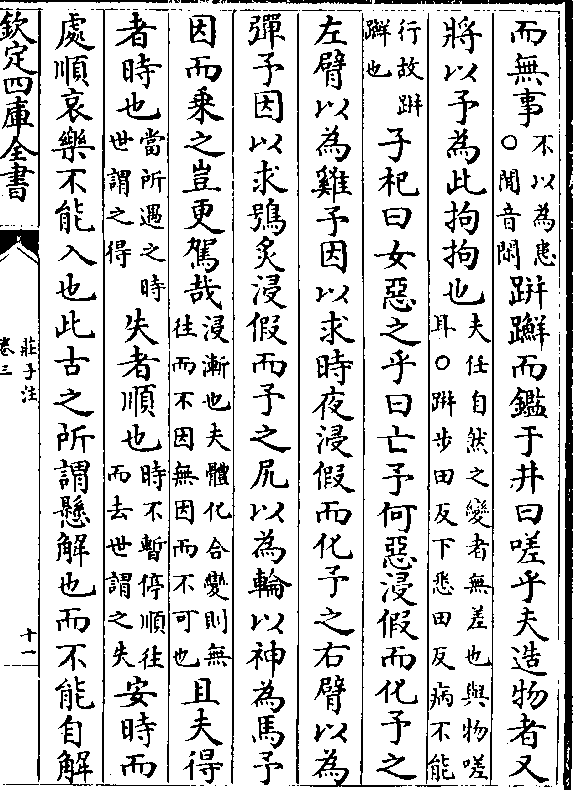 而無事不以為患
○閒音閑
跰𨇤而鑑于井曰嗟乎夫造物者又
將以予為此拘拘也夫任自然之變者無差也與物嗟
耳○跰步田反下悉田反病不能
行故跰
𨇤也
子杞曰女惡之乎曰亡予何惡浸假而化予之
左臂以為雞予因以求時夜浸假而化予之右臂以為
彈予因以求鴞炙浸假而予之尻以為輪以神為馬予
因而乘之豈更駕哉浸漸也夫體化合變則無
往而不因無因而不可也
且夫得
者時也當所遇之時
世謂之得
失者順也時不暫停順往
而去世謂之失
安時而
處順哀樂不能入也此古之所謂懸解也而不能自解
欽定四庫全書
莊子注
卷三
十一